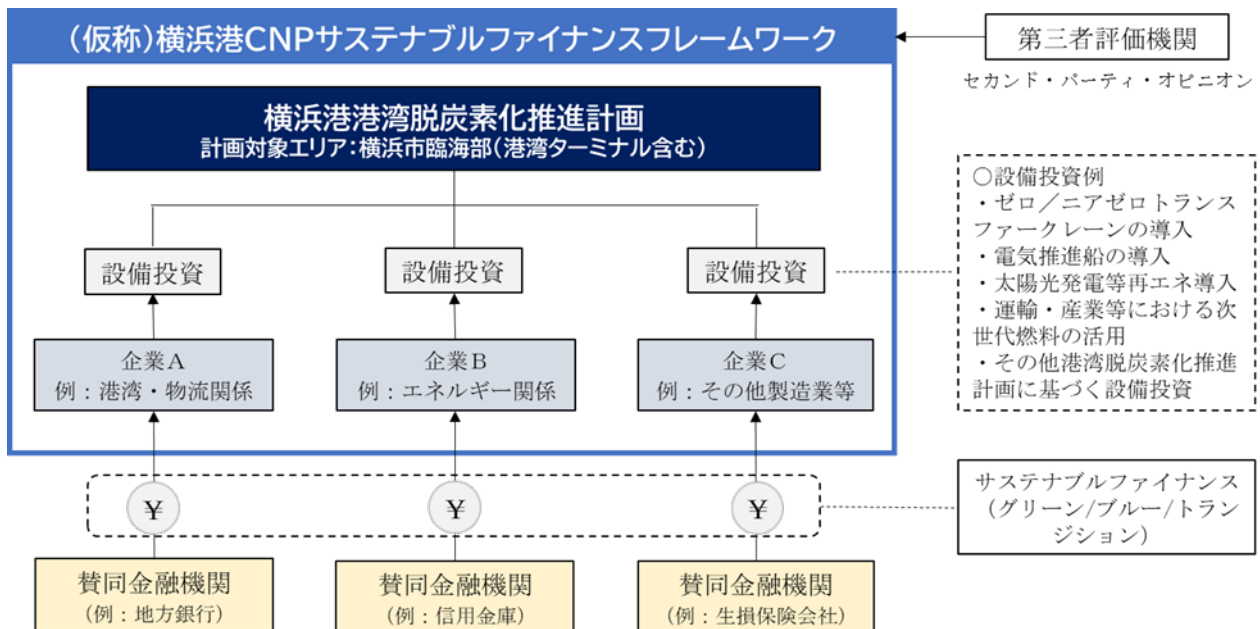 (仮称)横浜港CNPサステナブルファイナンスフレームワーク
第三者評価機関
セカンド・パーティ・オピニオン
横浜港港湾脱炭素化推進計画
計画対象エリア:横浜市臨海部(港湾ターミナル含む)
○設備投資例
・ゼロ／ニアゼロトランス
ファークレーンの導入
・電気推進船の導入
・太陽光発電等再エネ導入
・運輸・産業等における次
世代燃料の活用
・その他港湾脱炭素化推進
計画に基づく設備投資
設備投資
設備投資
設備投資
企業A
例：港湾・物流関係
企業B
例：エネルギー関係
企業C
例：その他製造業等
¥
¥
¥
サステナブルファイナンス
（グリーン/ブルー/トラン
ジション）
賛同金融機関
(例：地方銀行)
賛同金融機関
(例：信用金庫)
賛同金融機関
(例：生損保険会社)